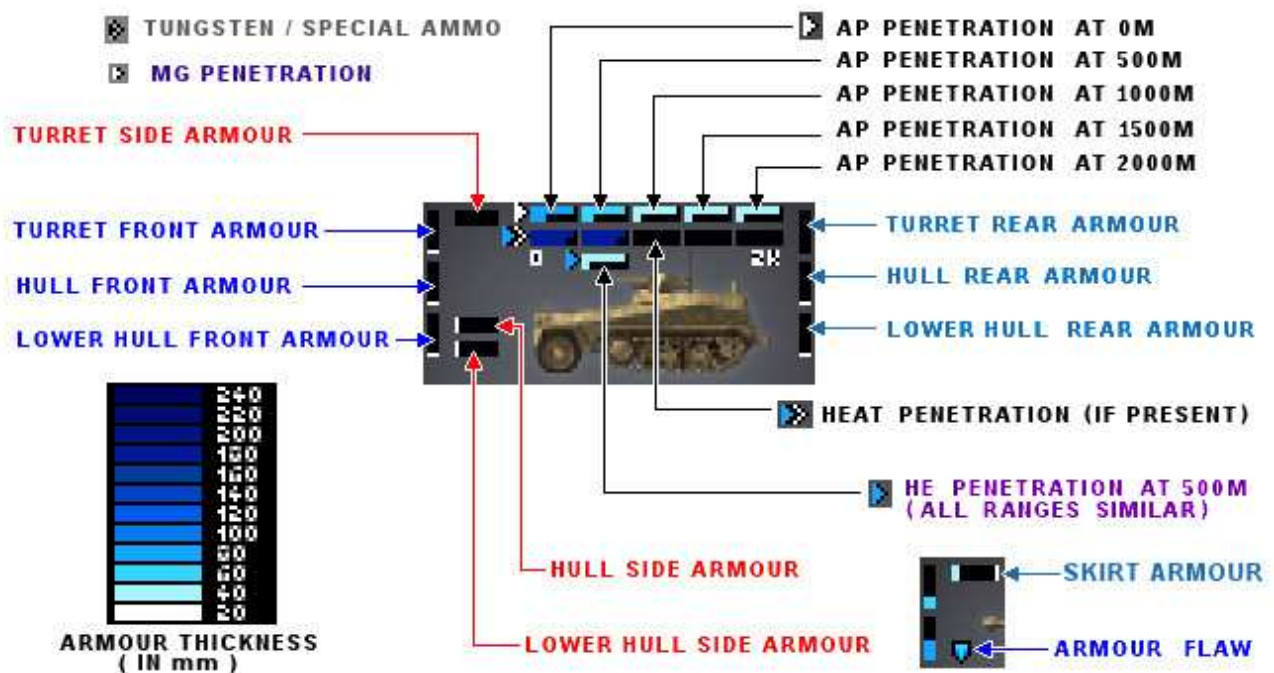 TUNGSTEN / SPECIAL AMMO
MG PENETRATION
AP PENETRATION AT 0M
AP PENETRATION AT 500M
AP PENETRATION AT 1000M
AP PENETRATION AT 1500M
AP PENETRATION AT 2000M
TURRET SIDE ARMOUR
TURRET FRONT ARMOUR
HULL FRONT ARMOUR
LOWER HULL FRONT ARMOUR
0
2K
TURRET REAR ARMOUR
HULL REAR ARMOUR
LOWER HULL REAR ARMOUR
HEAT PENETRATION (IF PRESENT)
HE PENETRATION AT 500M
(ALL RANGES SIMILAR)
240
220
200
180
160
140
120
100
80
60
40
20
ARMOUR THICKNESS
( IN mm )
HULL SIDE ARMOUR
LOWER HULL SIDE ARMOUR
SKIRT ARMOUR
ARMOUR FLAW